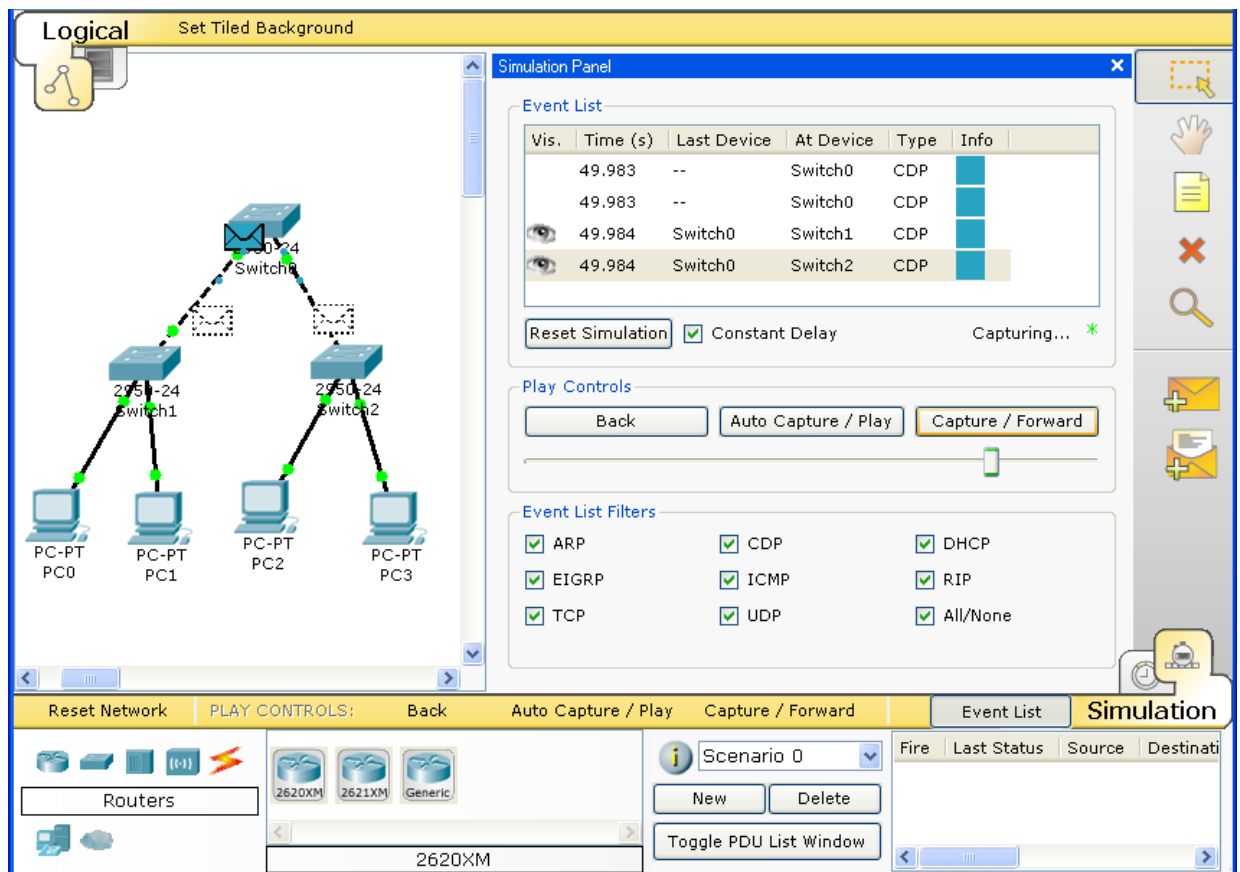 Logical Set Tiled Background
Simulation Panel
Event List
Vis. Time (s) Last Device At Device Type Info
49.983 -- Switch0 CDP
49.983 -- Switch0 CDP
49.984 Switch0 Switch1 CDP
49.984 Switch0 Switch2 CDP
Reset Simulation Constant Delay Capturing... *
Play Controls
Back Auto Capture / Play Capture / Forward
Event List Filters
ARP CDP DHCP
EIGRP ICMP RIP
TCP UDP All/None
2950-24
Switch0
2950-24
Switch1
2950-24
Switch2
PC-PT
PC0
PC-PT
PC1
PC-PT
PC2
PC-PT
PC3
Reset Network PLAY CONTROLS: Back Auto Capture / Play Capture / Forward Event List Simulation
Routers
2620XM 2621XM Generic
2620XM
Scenario 0
New Delete
Toggle PDU List Window
Fire Last Status Source Destinati